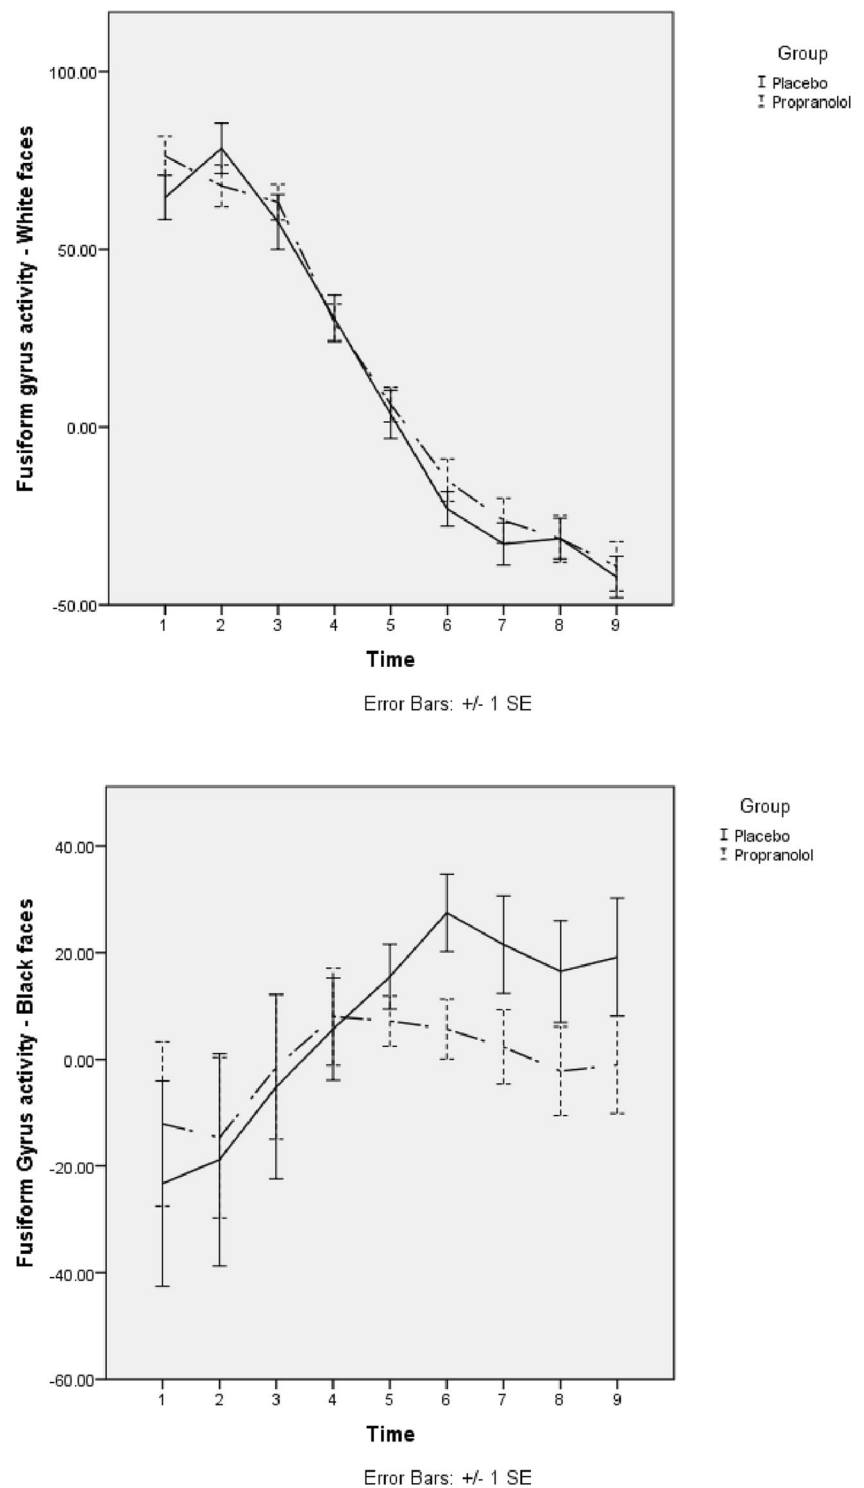 Group
Placebo
Propranolol
Fusiform gyrus activity - White faces
100.00
50.00
0.00
-50.00
1 2 3 4 5 6 7 8 9
Time
Error Bars: +/- 1 SE
Group
Placebo
Propranolol
Fusiform Gyrus activity - Black faces
40.00
20.00
0.00
-20.00
-40.00
-60.00
1 2 3 4 5 6 7 8 9
Time
Error Bars: +/- 1 SE